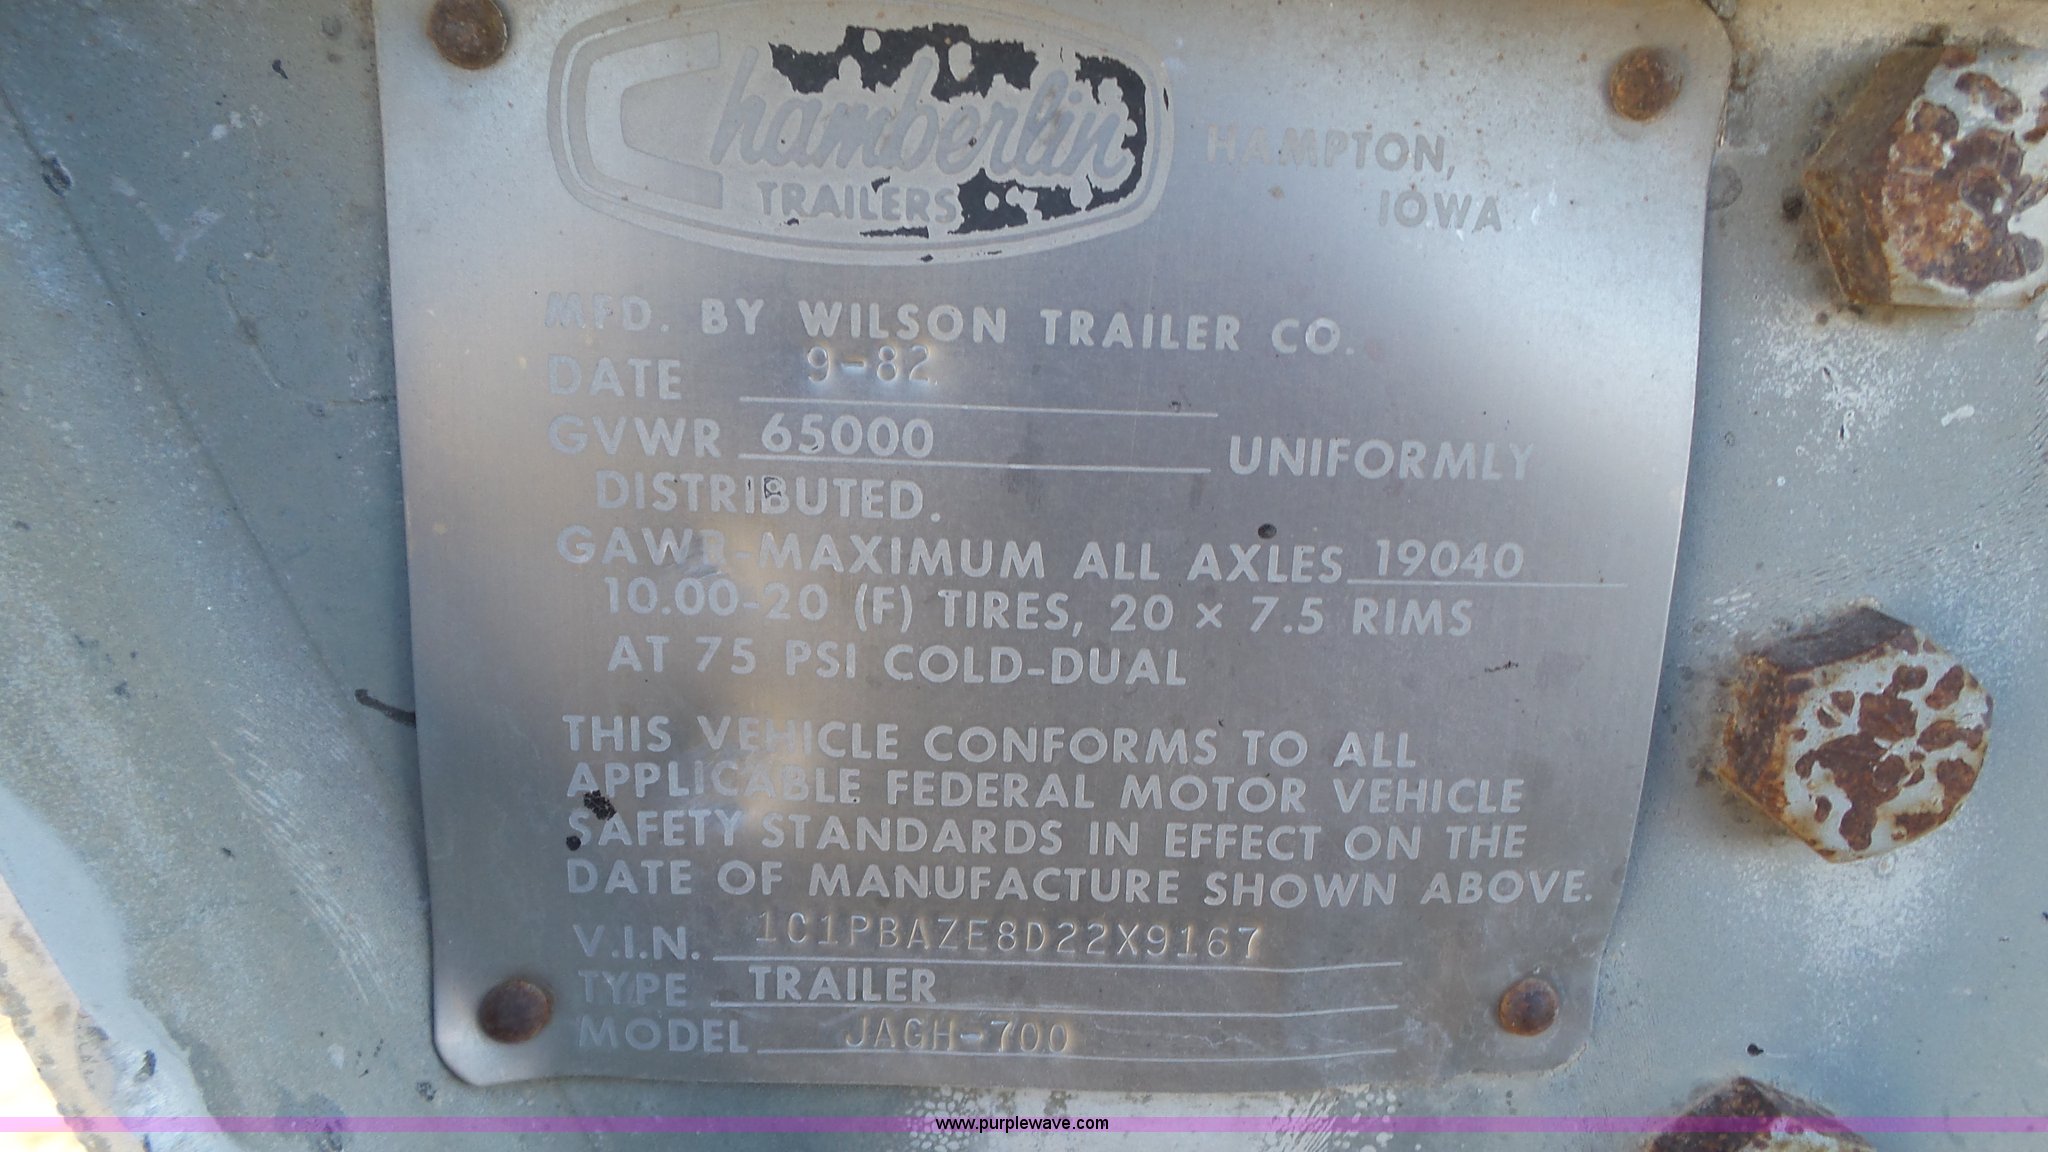 Chamberlin
TRAILERS
HAMPTON,
IOWA
MFD. BY WILSON TRAILER CO.
DATE 9-82
GVWR 65000 UNIFORMLY
DISTRIBUTED.
GAWR-MAXIMUM ALL AXLES 19040
10.00-20 (F) TIRES, 20 × 7.5 RIMS
AT 75 PSI COLD-DUAL
THIS VEHICLE CONFORMS TO ALL
APPLICABLE FEDERAL MOTOR VEHICLE
SAFETY STANDARDS IN EFFECT ON THE
DATE OF MANUFACTURE SHOWN ABOVE.
V.I.N. 1C1PBAZE8D22X9167
TYPE TRAILER
MODEL JAGH-700
www.purplewave.com